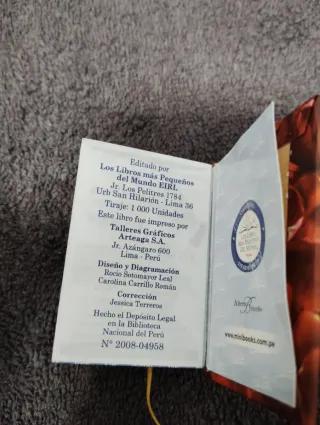 Editado por
Los Libros más Pequeños
del Mundo EIRL
Jr. Los Pelitres 1784
Urb San Hilarión - Lima 36
Tiraje: 1 000 Unidades
Este libro fue impreso por
Talleres Gráficos
Arteaga S.A.
Jr. Azángaro 600
Lima - Perú
Diseño y Diagramación
Rocío Sotomayor Leal
Carolina Carrillo Román
Corrección
Jessica Terreros
Hecho el Depósito Legal
en la Biblioteca
Nacional del Perú
N° 2008-04958
www.minibooks.com.pe